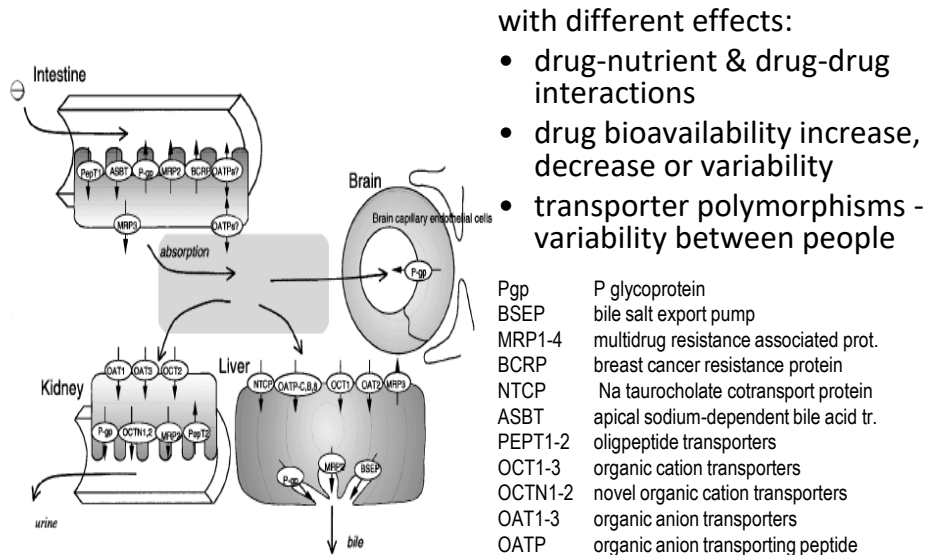 with different effects:
• drug-nutrient & drug-drug
interactions
• drug bioavailability increase,
decrease or variability
• transporter polymorphisms -
variability between people
Intestine
PepT1 ASBT P-gp MRP2 BCRP OATPs?
MRP3 OATPs?
absorption
Brain
Brain capillary endothelial cells
P-gp
Kidney
OAT1 OAT3 OCT2
P-gp OCTN1,2 MRP2 PepT2
urine
Liver
NTCP OATP-C,B,8 OCT1 OAT2 MRP3
P-gp MRP2 BSEP
bile
Pgp P glycoprotein
BSEP bile salt export pump
MRP1-4 multidrug resistance associated prot.
BCRP breast cancer resistance protein
NTCP Na taurocholate cotransport protein
ASBT apical sodium-dependent bile acid tr.
PEPT1-2 oligpeptide transporters
OCT1-3 organic cation transporters
OCTN1-2 novel organic cation transporters
OAT1-3 organic anion transporters
OATP organic anion transporting peptide